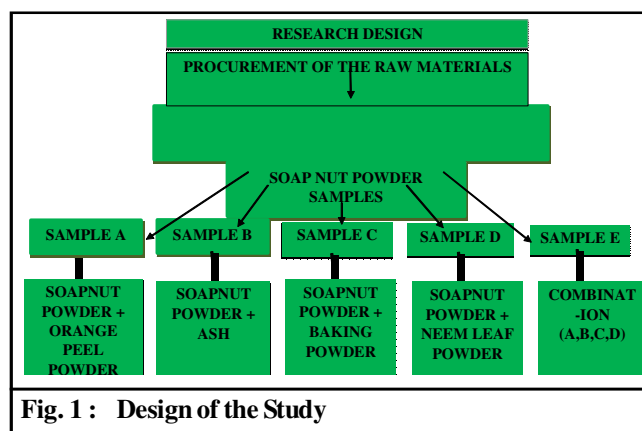 RESEARCH DESIGN
PROCUREMENT OF THE RAW MATERIALS
SOAP NUT POWDER
SAMPLES
SAMPLE A
SAMPLE B
SAMPLE C
SAMPLE D
SAMPLE E
SOAPNUT
POWDER +
ORANGE
PEEL
POWDER
SOAPNUT
POWDER +
ASH
SOAPNUT
POWDER +
BAKING
POWDER
SOAPNUT
POWDER +
NEEM LEAF
POWDER
COMBINAT
-ION
(A,B,C,D)
Fig. 1 : Design of the Study